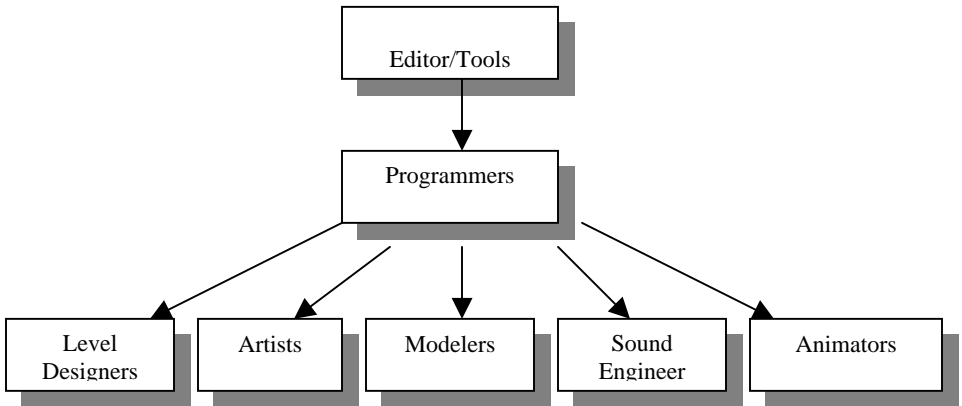 Editor/Tools
Programmers
Level
Designers
Artists
Modelers
Sound
Engineer
Animators